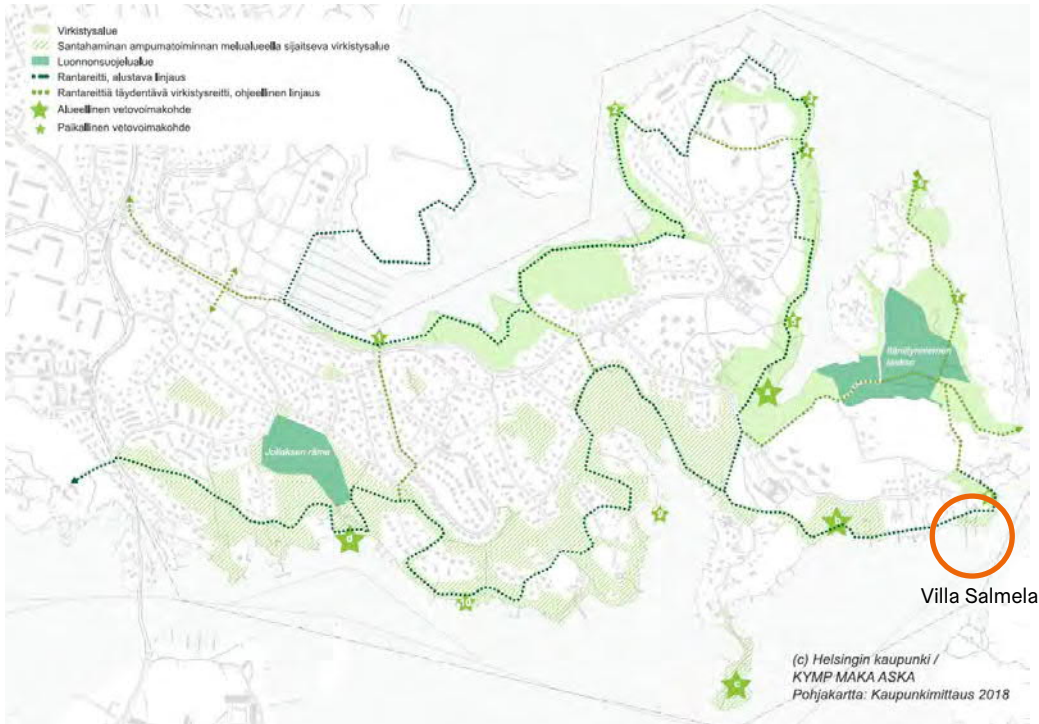 Virkistysalue
Santahaminan ampumatoiminnan melualueella sijaitseva virkistysalue
Luonnonsuojelualue
Rantareitti, alustava linjaus
Rantareittiä täydentävä virkistysreitti, ohjeellinen linjaus
Alueellinen vetovoimakohde
Paikallinen vetovoimakohde
Jollaksen räme
Villa Salmela
(c) Helsingin kaupunki /
KYMP MAKA ASKA
Pohjakartta: Kaupunkimittaus 2018